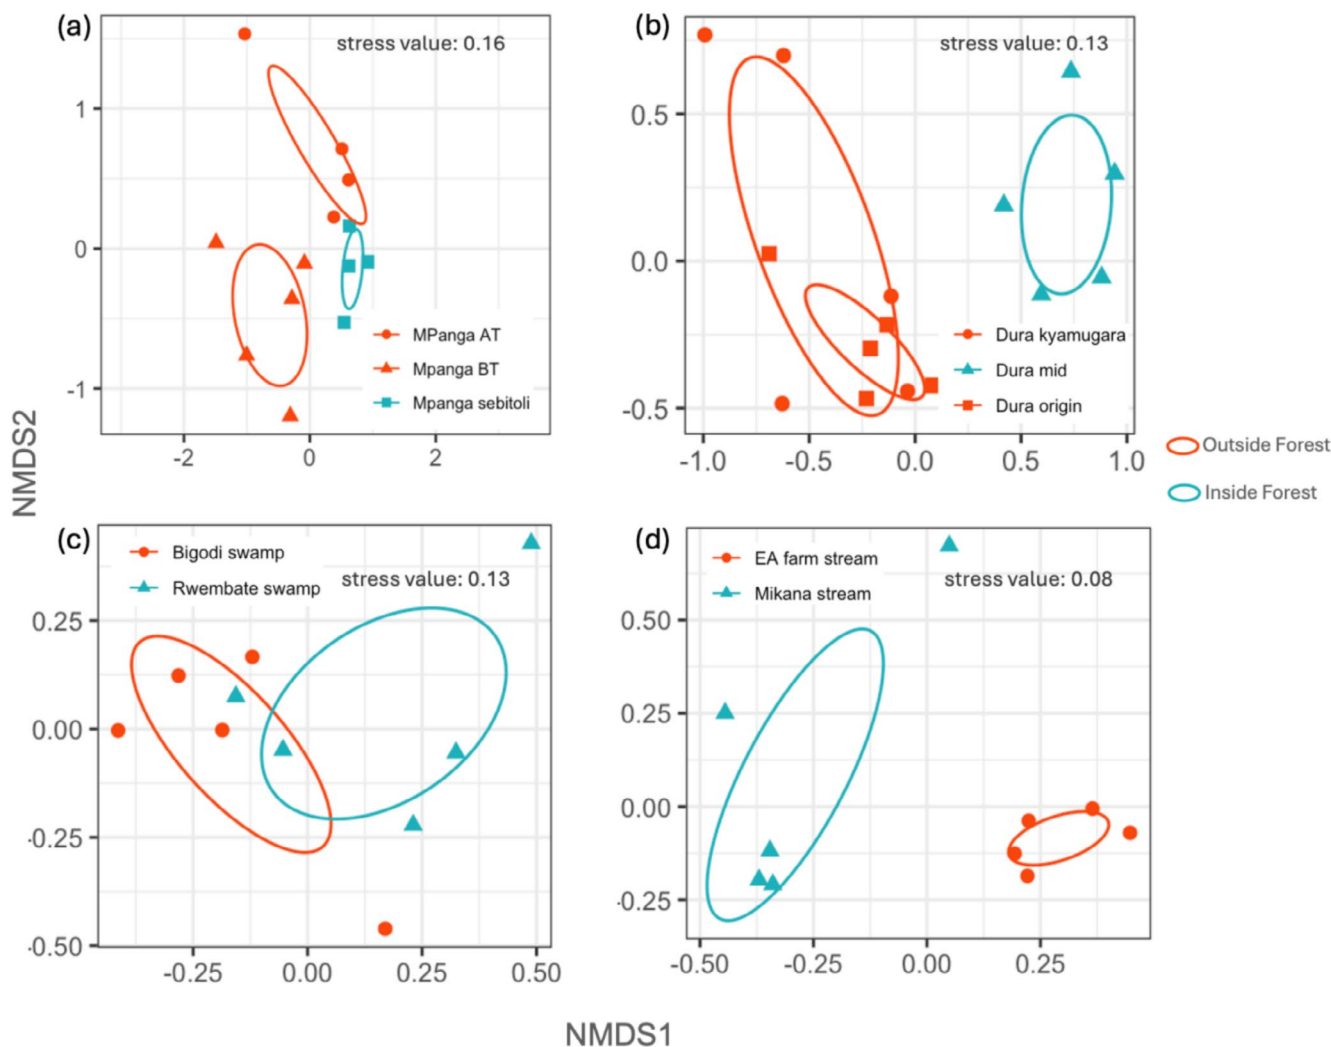 (a)
stress value: 0.16
1
0
-1
-2
0
2
MPanga AT
Mpanga BT
Mpanga sebitoli
(b)
stress value: 0.13
0.5
0.0
-0.5
-1.0
-0.5
0.0
0.5
1.0
Dura kyamugara
Dura mid
Dura origin
NMDS2
Outside Forest
Inside Forest
(c)
Bigodi swamp
Rwembate swamp
stress value: 0.13
0.25
0.00
-0.25
-0.50
-0.25
0.00
0.25
0.50
(d)
EA farm stream
Mikana stream
stress value: 0.08
0.50
0.25
0.00
-0.25
-0.50
-0.25
0.00
0.25
NMDS1